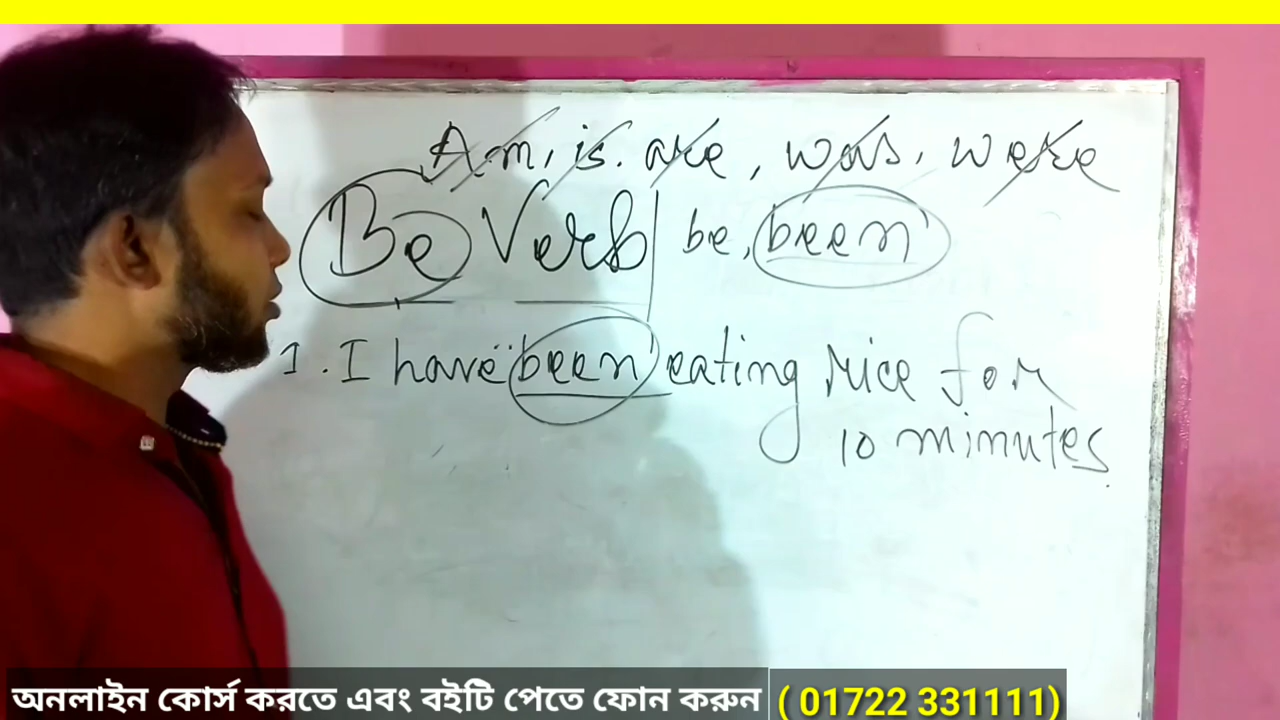 Am, is. are, was, were
Be Verb| be, been
1. I have been eating rice for
10 minutes.
অনলাইন কোর্স করতে এবং বইটি পেতে ফোন করুন ( 01722 331111)